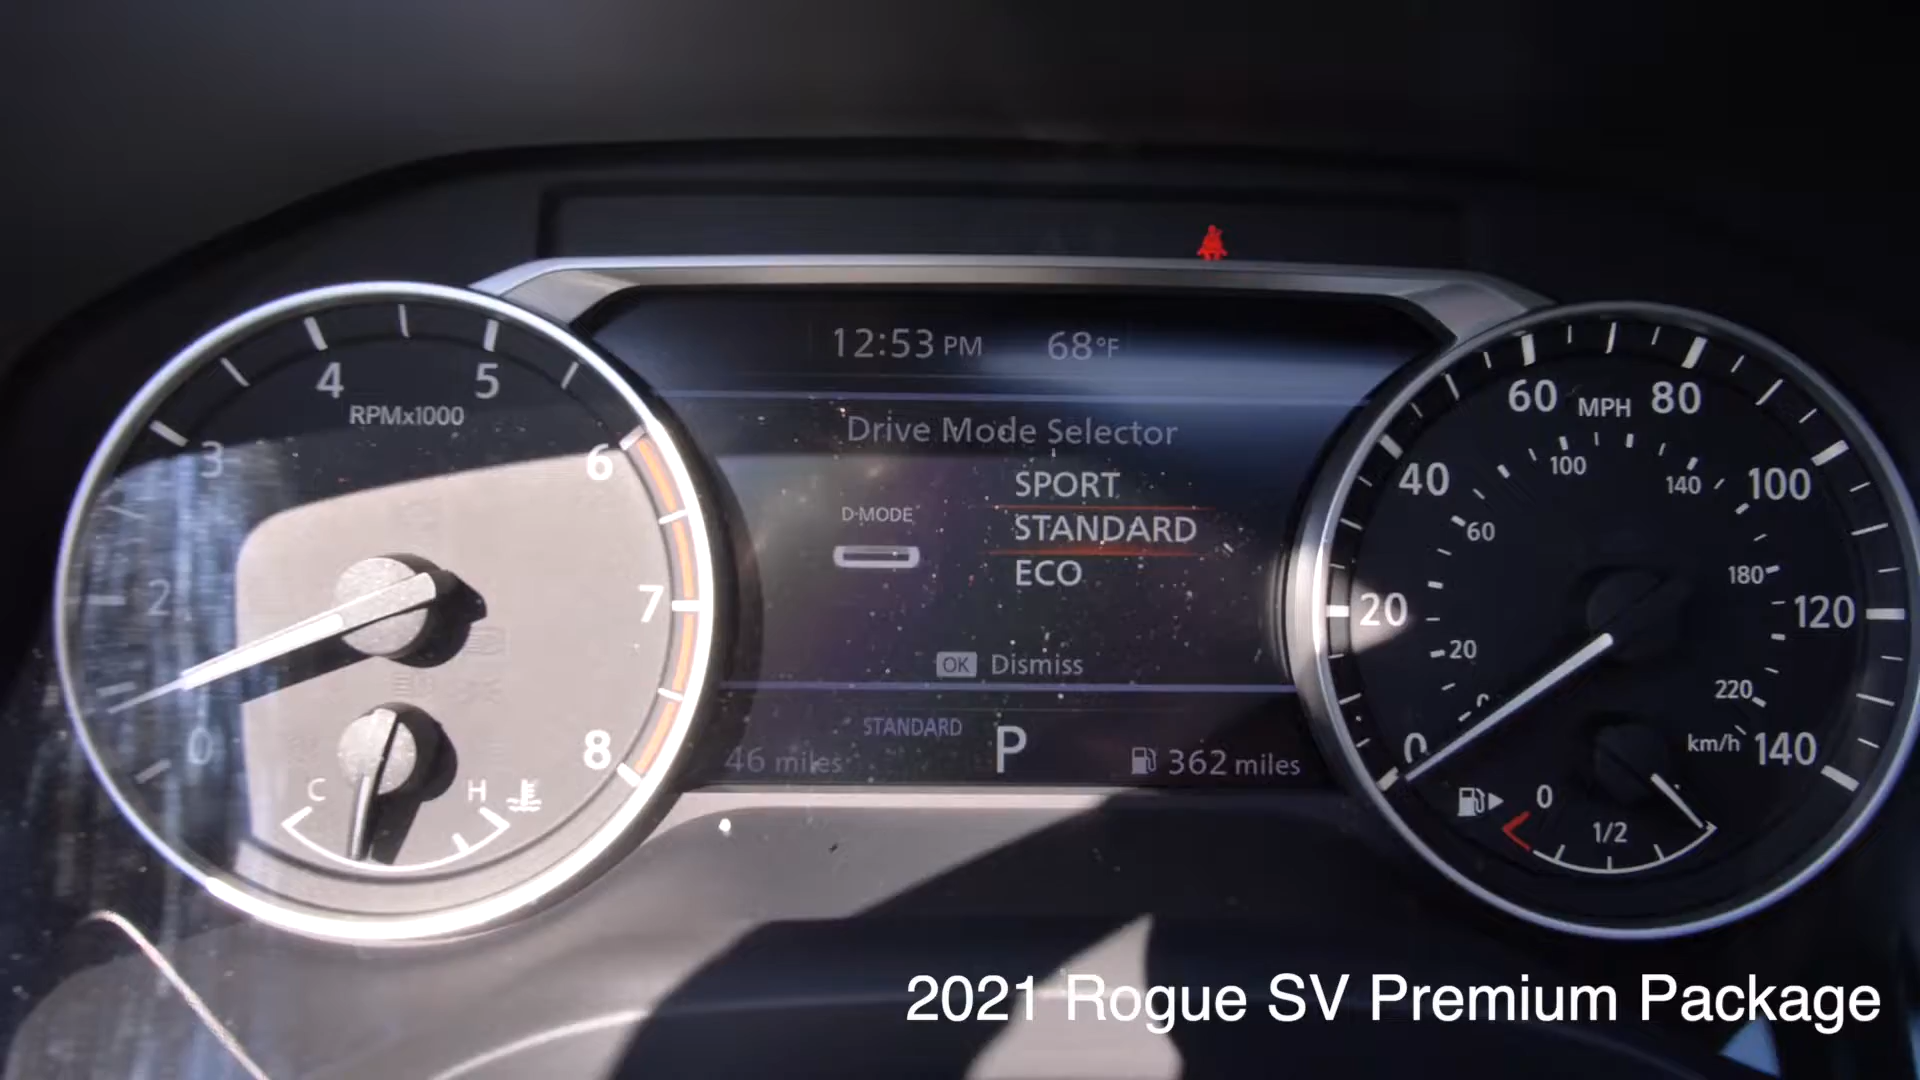 12:53 PM 68°F
Drive Mode Selector
SPORT
D-MODE
STANDARD
ECO
OK Dismiss
STANDARD
P
46 miles
362 miles
4
5
RPMx1000
3
6
2
7
0
8
C
H
60 MPH 80
40
100
100
140
60
180
20
120
20
220
0
km/h
0
140
0
1/2
2021 Rogue SV Premium Package